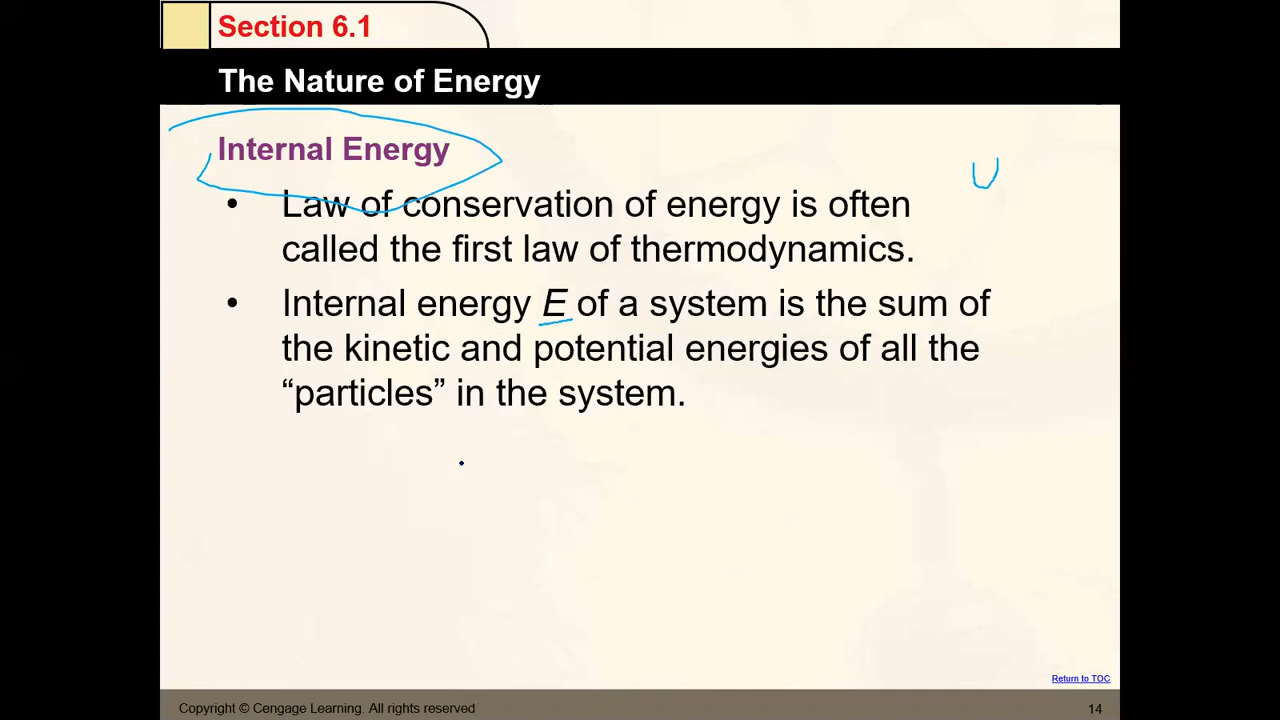 Section 6.1
The Nature of Energy
Internal Energy
U
• Law of conservation of energy is often
called the first law of thermodynamics.
• Internal energy E of a system is the sum of
the kinetic and potential energies of all the
“particles” in the system.
Return to TOC
Copyright © Cengage Learning. All rights reserved
14